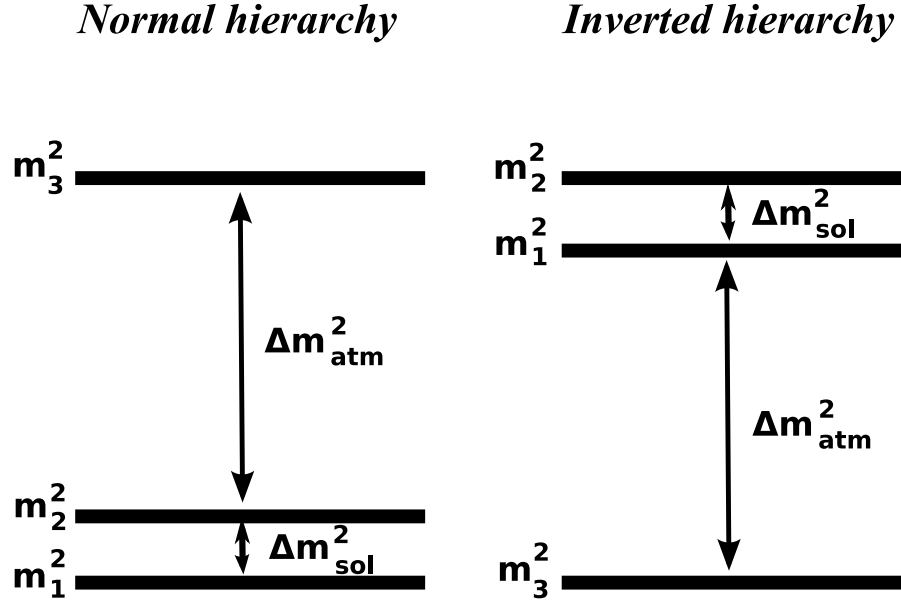 Normal hierarchy
m₃²
Δm²atm
m₂²
Δm²sol
m₁²
Inverted hierarchy
m₂²
Δm²sol
m₁²
Δm²atm
m₃²